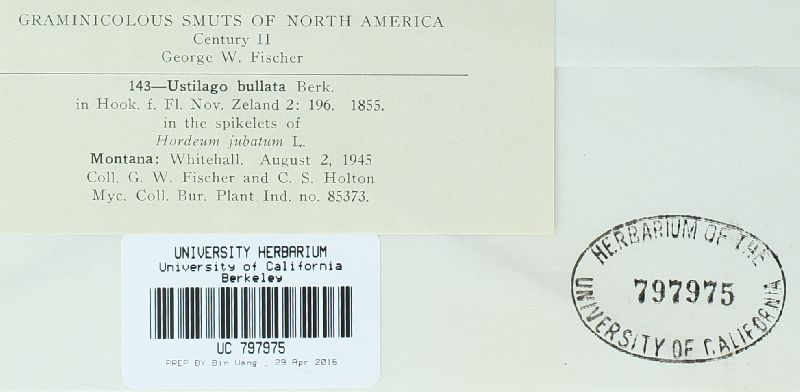 GRAMINICOLOUS SMUTS OF NORTH AMERICA
Century II
George W. Fischer
143—Ustilago bullata Berk.
in Hook. f. Fl. Nov. Zeland 2: 196. 1855.
in the spikelets of
Hordeum jubatum L.
Montana: Whitehall. August 2, 1945
Coll. G. W. Fischer and C. S. Holton
Myc. Coll. Bur. Plant Ind. no. 85373.
UNIVERSITY HERBARIUM
University of California
Berkeley
UC 797975
PREP BY Bin Wang , 29 Apr 2016
HERBARIUM OF THE
797975
UNIVERSITY OF CALIFORNIA